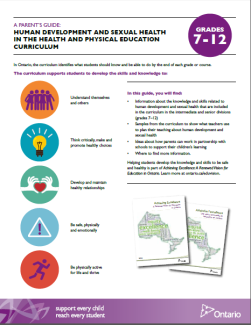 A PARENT'S GUIDE:
HUMAN DEVELOPMENT AND SEXUAL HEALTH
IN THE HEALTH AND PHYSICAL EDUCATION
CURRICULUM
GRADES
7-12
In Ontario, the curriculum identifies what students should know and be able to do by the end of each grade or course.
The curriculum supports students to develop the skills and knowledge to:
Understand themselves
and others
Think critically, make and
promote healthy choices
Develop and maintain
healthy relationships
Be safe, physically
and emotionally
Be physically active
for life and thrive
In this guide, you will find:
• Information about the knowledge and skills related to
human development and sexual health that are included
in the curriculum in the intermediate and senior divisions
(grades 7–12)
• Samples from the curriculum to show what teachers use
to plan their teaching about human development and
sexual health
• Ideas about how parents can work in partnership with
schools to support their children's learning
• Where to find more information.
Helping students develop the knowledge and skills to be safe
and healthy is part of Achieving Excellence: A Renewed Vision for
Education in Ontario. Learn more at: ontario.ca/eduvision.
Achieving Excellence
Achieving Excellence
support every child
reach every student
Ontario